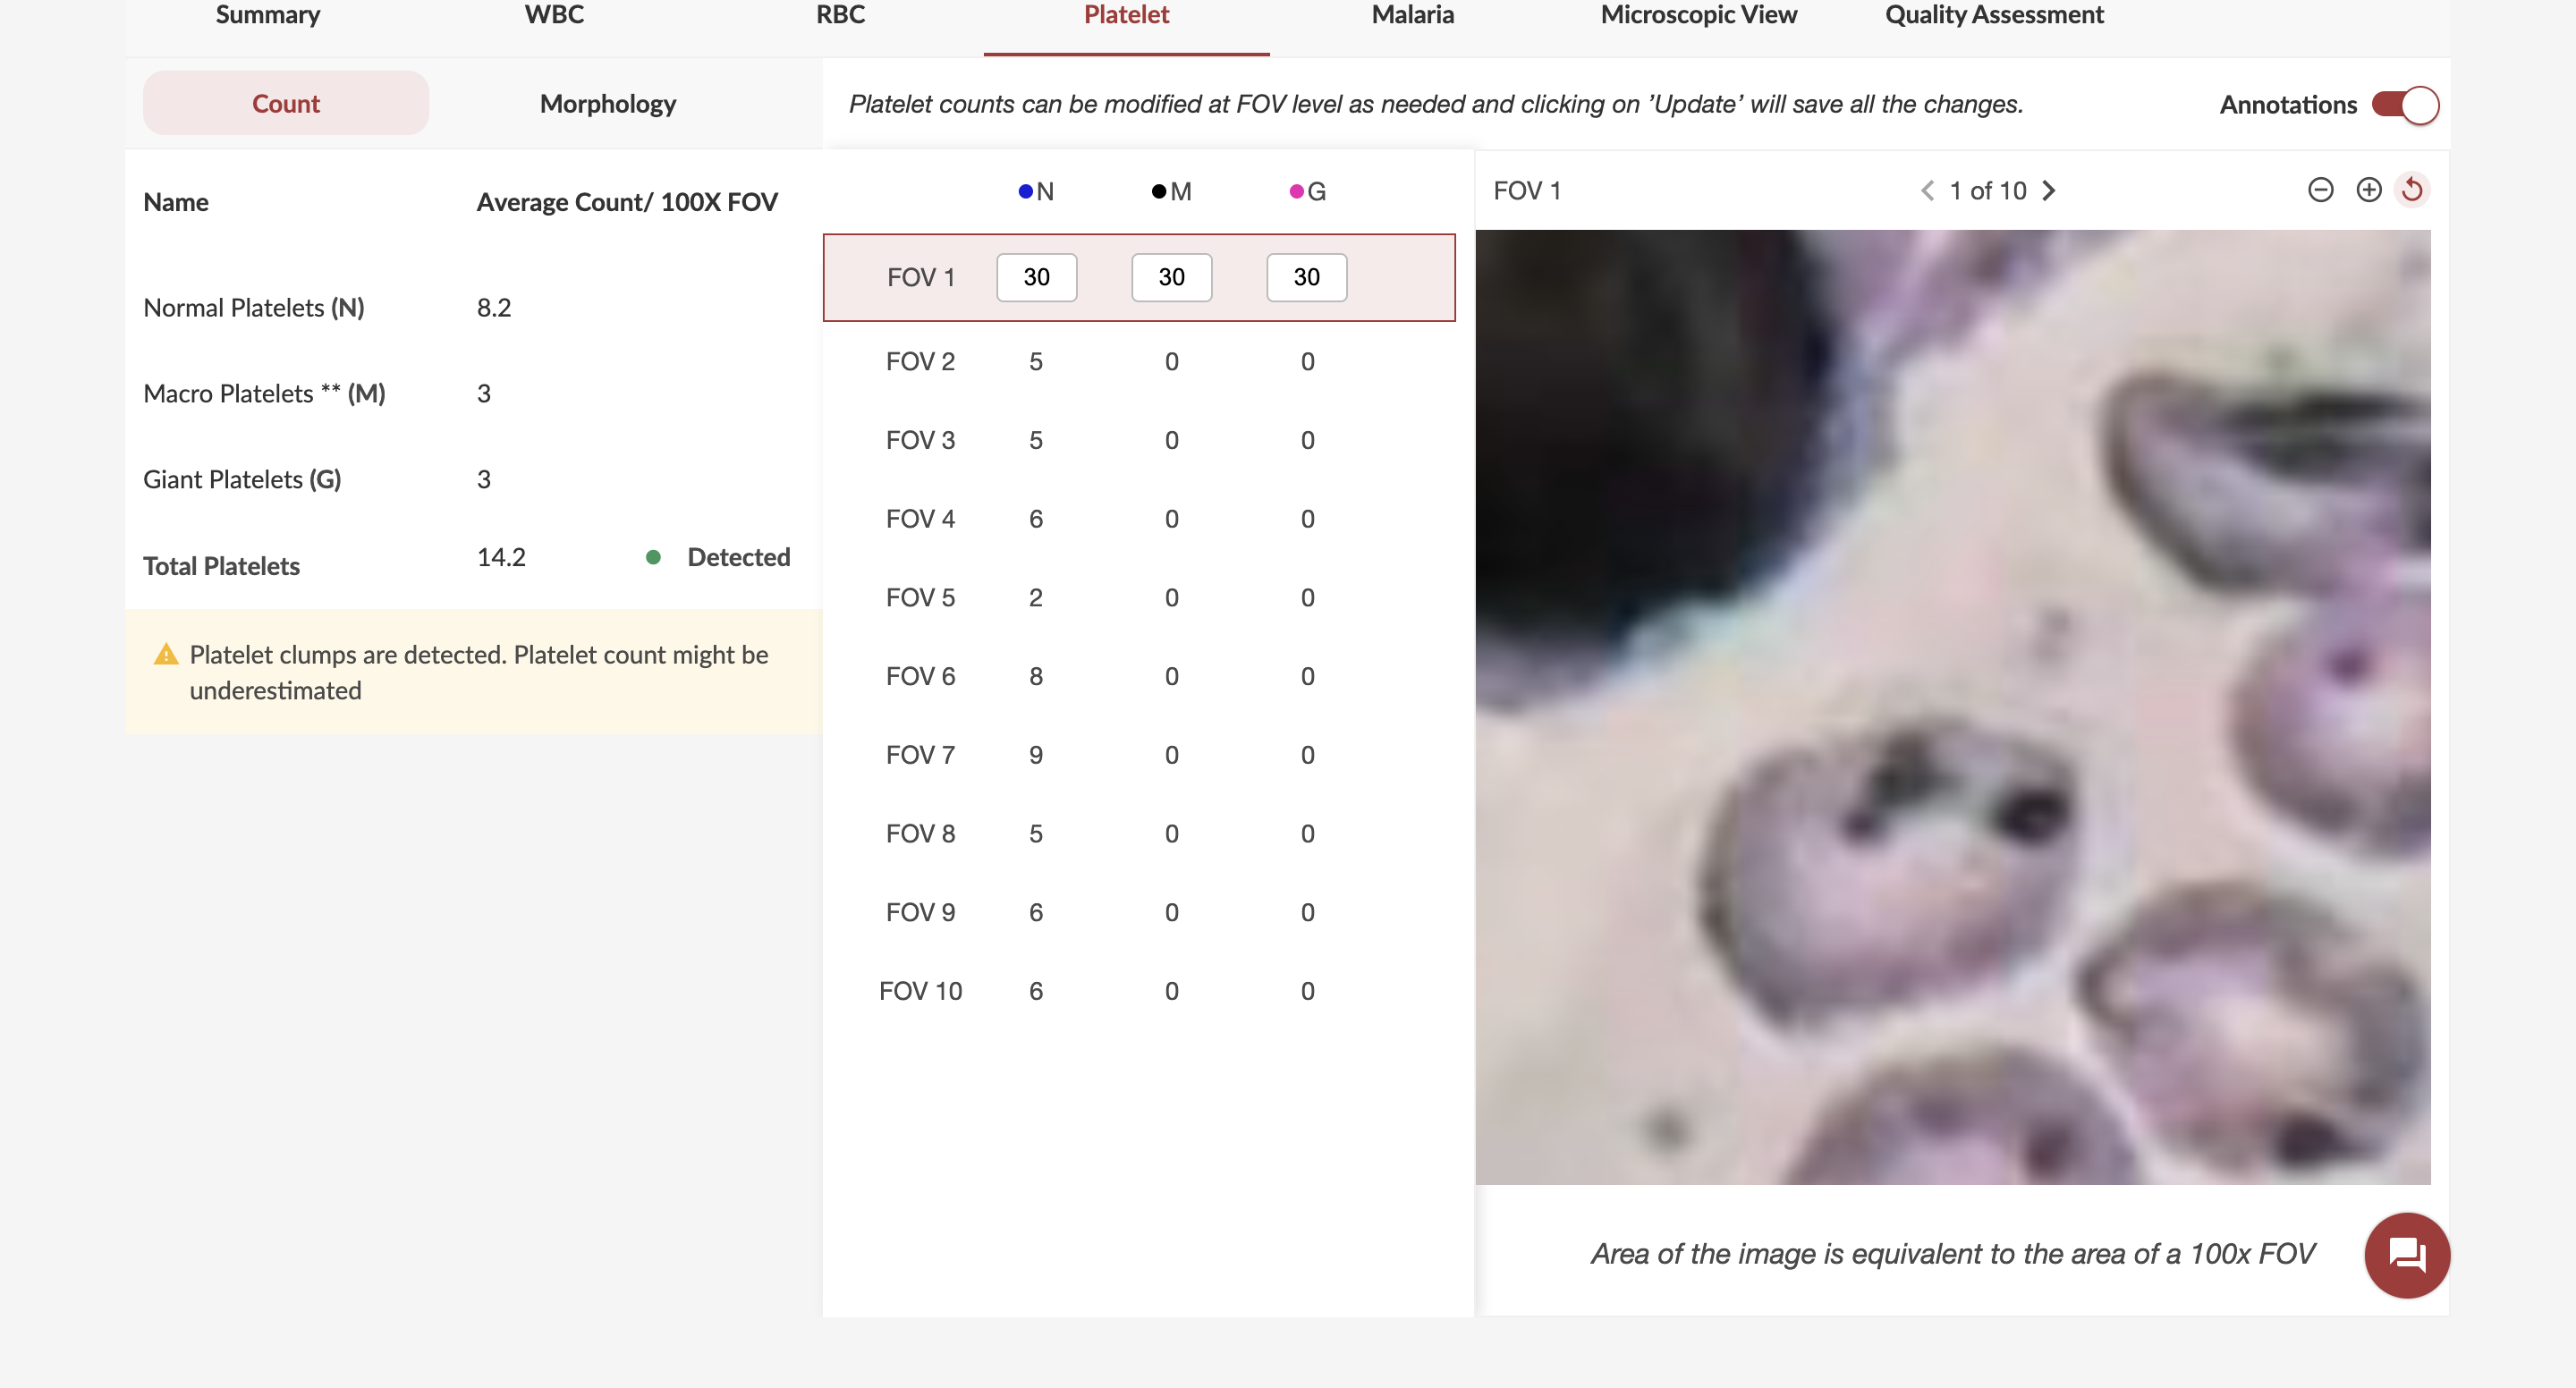 Summary WBC RBC Platelet Malaria Microscopic View Quality Assessment
Count Morphology
Platelet counts can be modified at FOV level as needed and clicking on 'Update' will save all the changes.
Annotations
Name Average Count/ 100X FOV
Normal Platelets (N) 8.2
Macro Platelets ** (M) 3
Giant Platelets (G) 3
Total Platelets 14.2 Detected
Platelet clumps are detected. Platelet count might be
underestimated
N M G
FOV 1 30 30 30
FOV 2 5 0 0
FOV 3 5 0 0
FOV 4 6 0 0
FOV 5 2 0 0
FOV 6 8 0 0
FOV 7 9 0 0
FOV 8 5 0 0
FOV 9 6 0 0
FOV 10 6 0 0
FOV 1 1 of 10
Area of the image is equivalent to the area of a 100x FOV